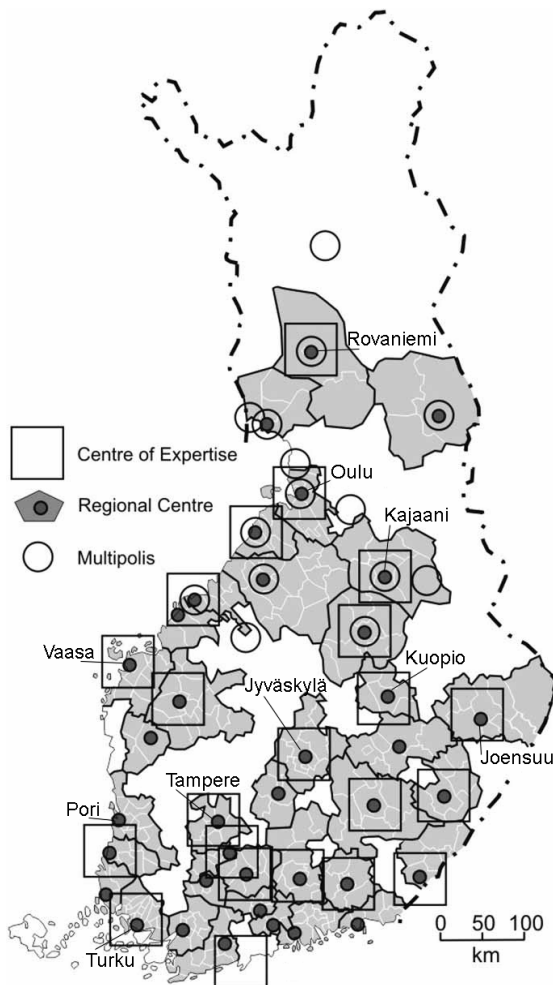 Rovaniemi
Centre of Expertise
Regional Centre
Multipolis
Oulu
Kajaani
Vaasa
Kuopio
Jyväskylä
Joensuu
Tampere
Pori
Turku
0 50 100
km